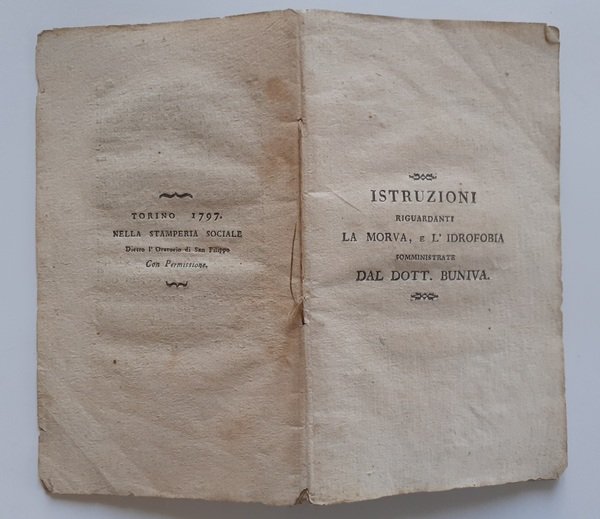 TORINO 1797.
NELLA STAMPERIA SOCIALE
Dietro l' Oratorio di San Filippo
Con Permissione.
ISTRUZIONI
RIGUARDANTI
LA MORVA, E L' IDROFOBIA
SOMMINISTRATE
DAL DOTT. BUNIVA.